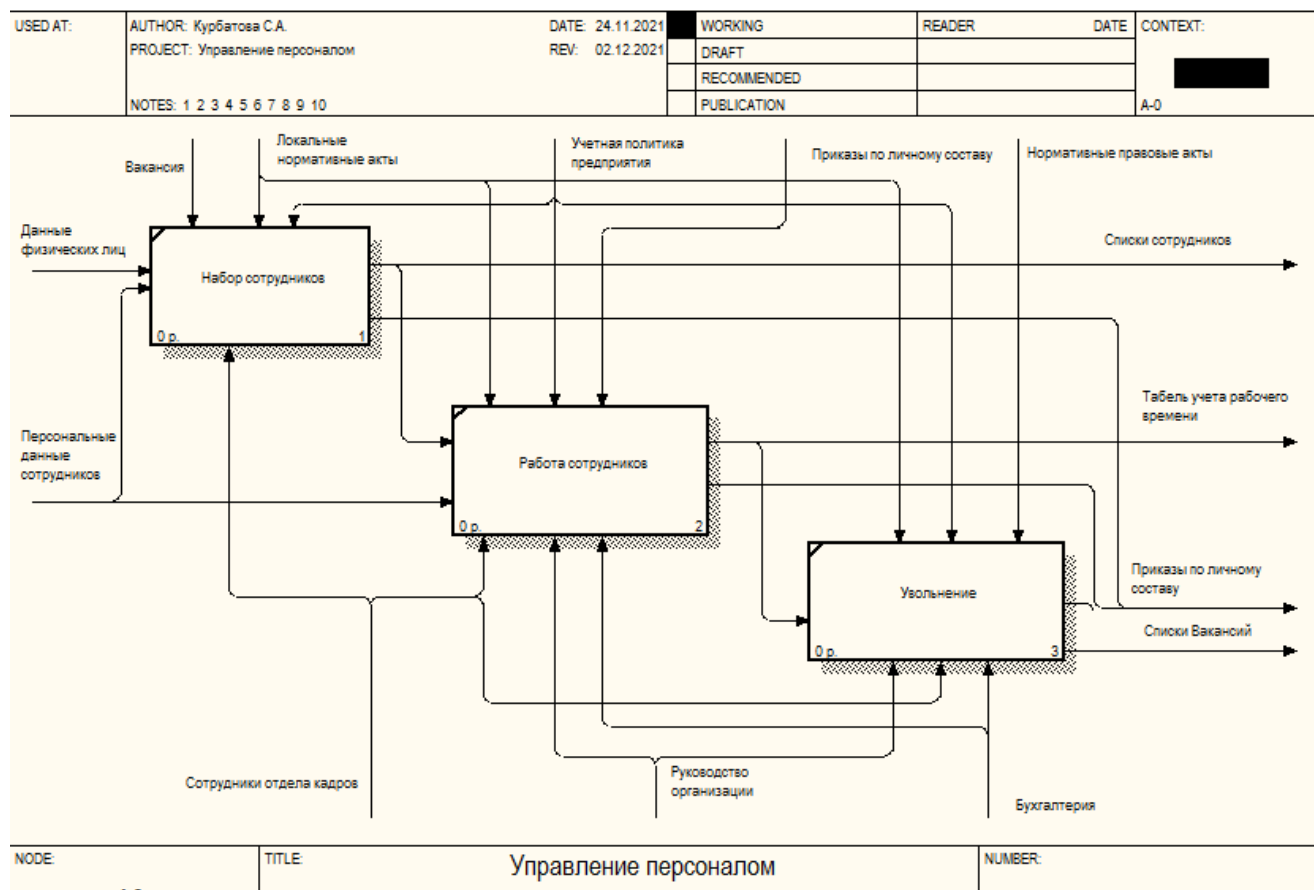 USED AT:
AUTHOR: Курбатова С.А.
DATE: 24.11.2021
WORKING
READER
DATE
CONTEXT:
PROJECT: Управление персоналом
REV: 02.12.2021
DRAFT
RECOMMENDED
NOTES: 1 2 3 4 5 6 7 8 9 10
PUBLICATION
A-0
Вакансия
Локальные
нормативные акты
Учетная политика
предприятия
Приказы по личному составу
Нормативные правовые акты
Данные
физических лиц
Списки сотрудников
Набор сотрудников
0 р.
1
Табель учета рабочего
времени
Персональные
данные
сотрудников
Работа сотрудников
0 р.
2
Приказы по личному
составу
Увольнение
Списки Вакансий
0 р.
3
Сотрудники отдела кадров
Руководство
организации
Бухгалтерия
NODE:
TITLE:
Управление персоналом
NUMBER: